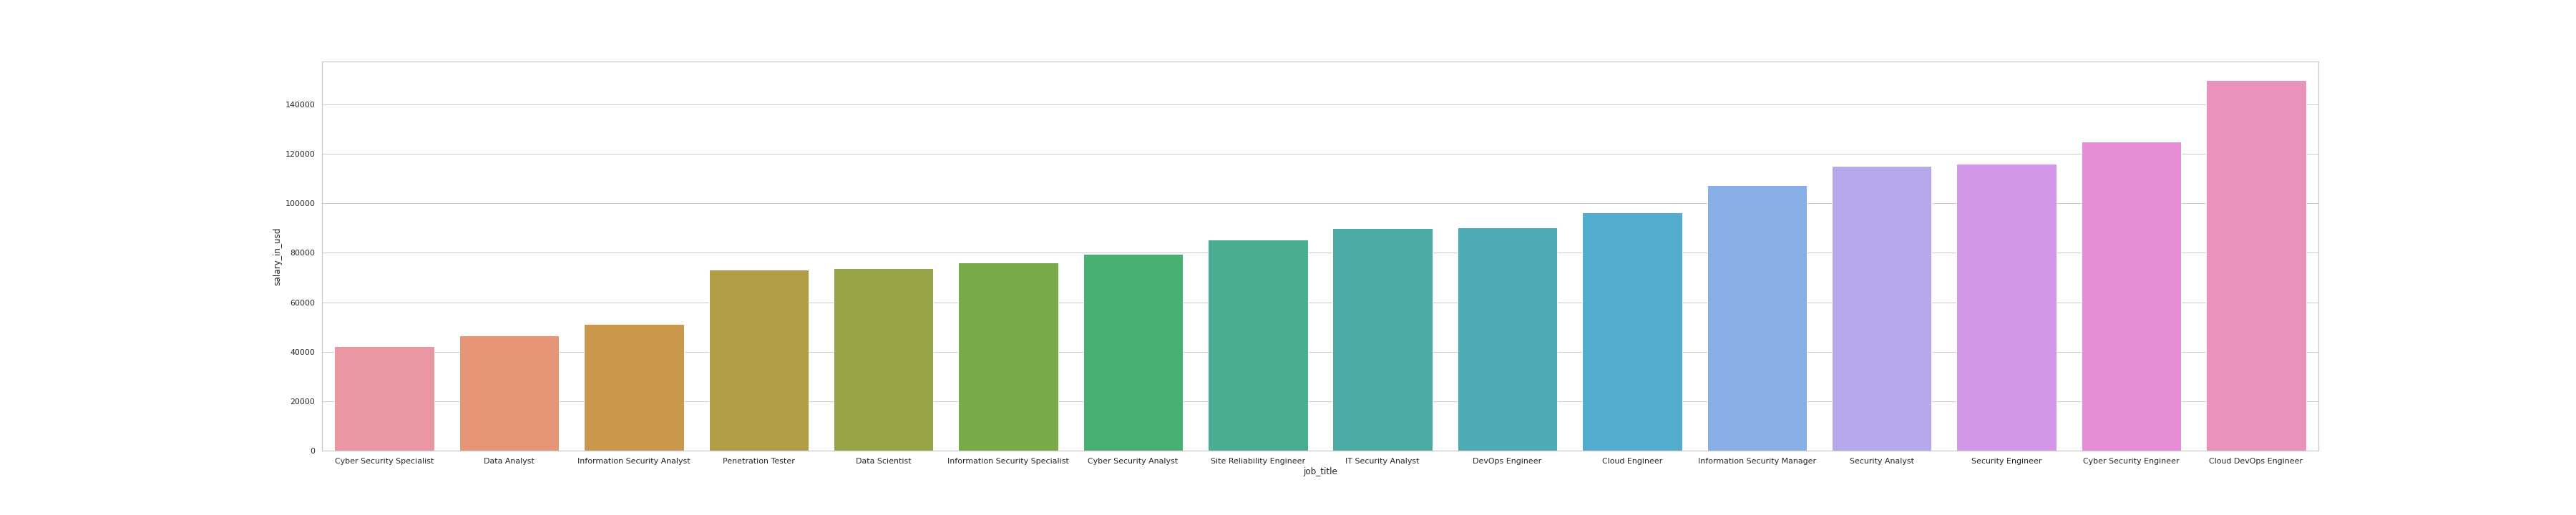 salary_in_usd
140000
120000
100000
80000
60000
40000
20000
0
Cyber Security Specialist
Data Analyst
Information Security Analyst
Penetration Tester
Data Scientist
Information Security Specialist
Cyber Security Analyst
Site Reliability Engineer
IT Security Analyst
DevOps Engineer
Cloud Engineer
Information Security Manager
Security Analyst
Security Engineer
Cyber Security Engineer
Cloud DevOps Engineer
job_title